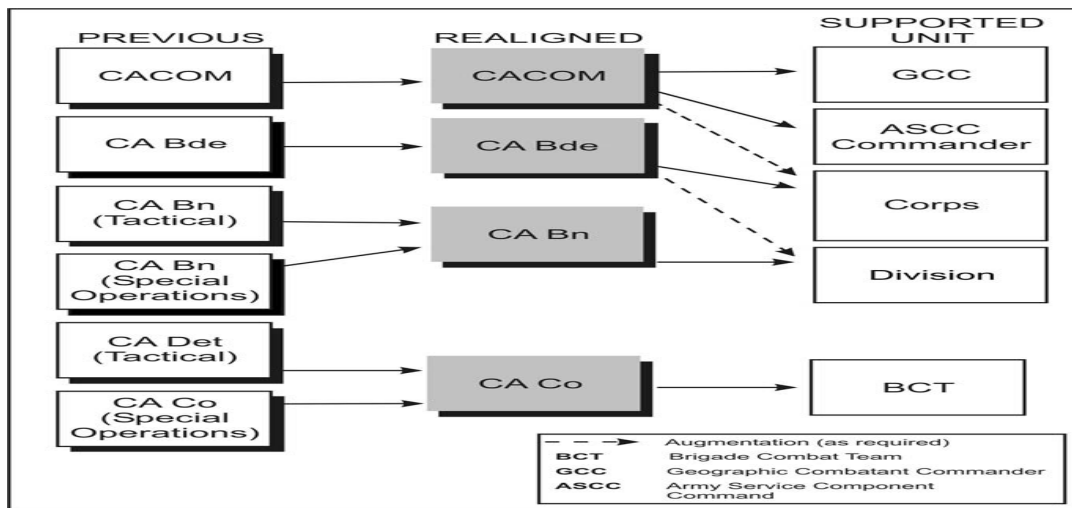 PREVIOUS
CACOM
CA Bde
CA Bn
(Tactical)
CA Bn
(Special
Operations)
CA Det
(Tactical)
CA Co
(Special
Operations)
REALIGNED
CACOM
CA Bde
CA Bn
CA Co
SUPPORTED
UNIT
GCC
ASCC
Commander
Corps
Division
BCT
Augmentation (as required)
BCT Brigade Combat Team
GCC Geographic Combatant Commander
ASCC Army Service Component
Command